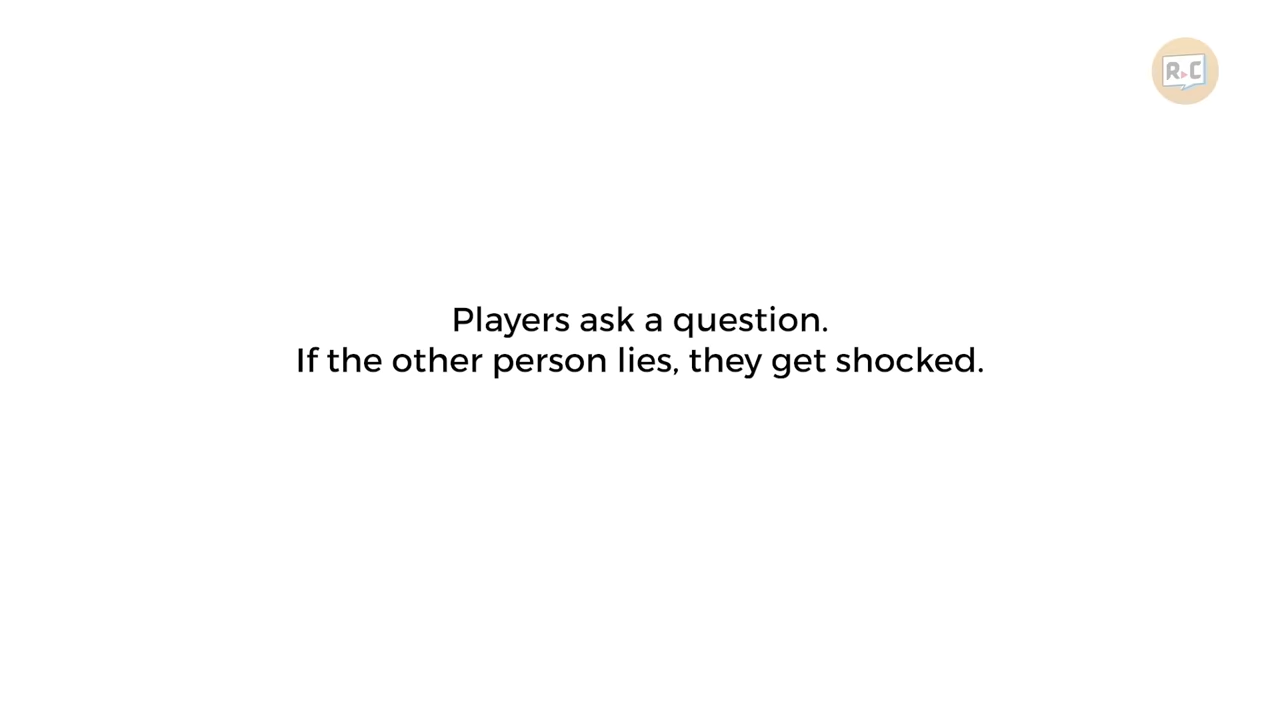 R▸C
Players ask a question.
If the other person lies, they get shocked.